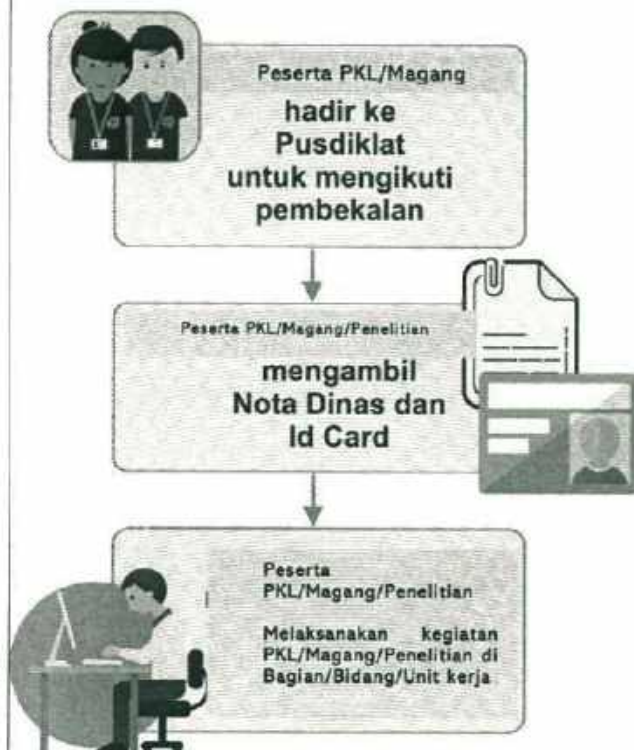 Peserta PKL/Magang
hadir ke
Pusdiklat
untuk mengikuti
pembekalan
Peserta PKL/Magang/Penelitian
mengambil
Nota Dinas dan
Id Card
Peserta
PKL/Magang/Penelitian
Melaksanakan kegiatan
PKL/Magang/Penelitian di
Bagian/Bidang/Unit kerja